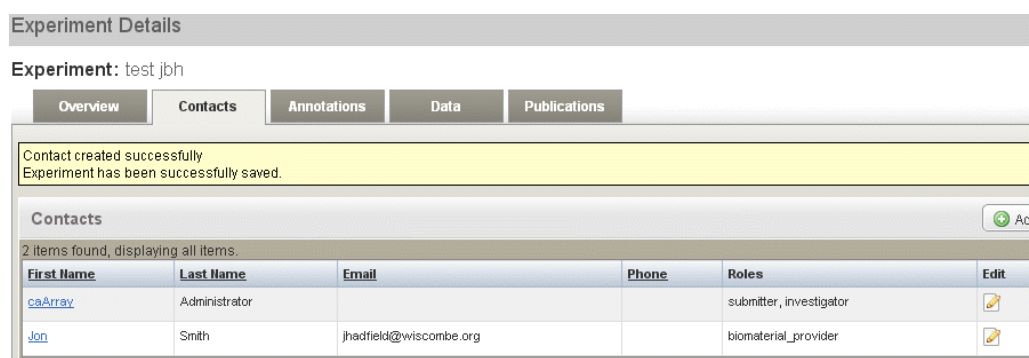 Experiment Details
Experiment: test jbh
Overview Contacts Annotations Data Publications
Contact created successfully
Experiment has been successfully saved.
Contacts
2 items found, displaying all items.
First Name Last Name Email Phone Roles Edit
caArray Administrator submitter, investigator
Jon Smith jhadfield@wiscombe.org biomaterial_provider